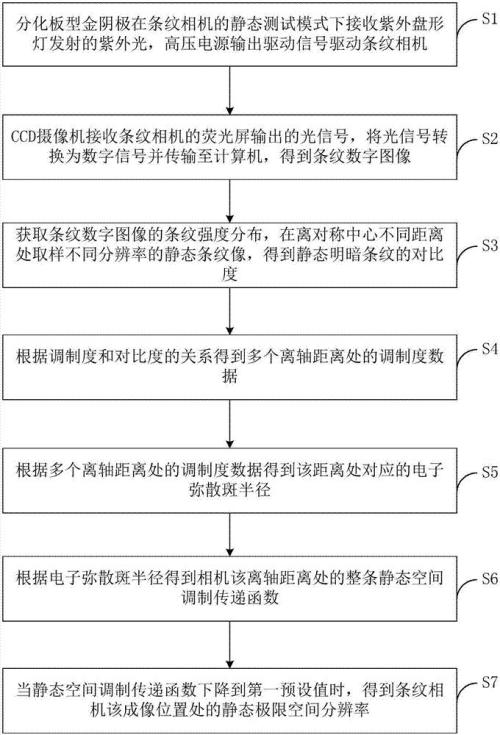 分化板型金阴极在条纹相机的静态测试模式下接收紫外盘形
灯发射的紫外光，高压电源输出驱动信号驱动条纹相机
S1
CCD摄像机接收条纹相机的荧光屏输出的光信号，将光信号转
换为数字信号并传输至计算机，得到条纹数字图像
S2
获取条纹数字图像的条纹强度分布，在离对称中心不同距离
处取样不同分辨率的静态条纹像，得到静态明暗条纹的对比
度
S3
根据调制度和对比度的关系得到多个离轴距离处的调制度数
据
S4
根据多个离轴距离处的调制度数据得到该距离处对应的电子
弥散斑半径
S5
根据电子弥散斑半径得到相机该离轴距离处的整条静态空间
调制传递函数
S6
当静态空间调制传递函数下降到第一预设值时，得到条纹相
机该成像位置处的静态极限空间分辨率
S7